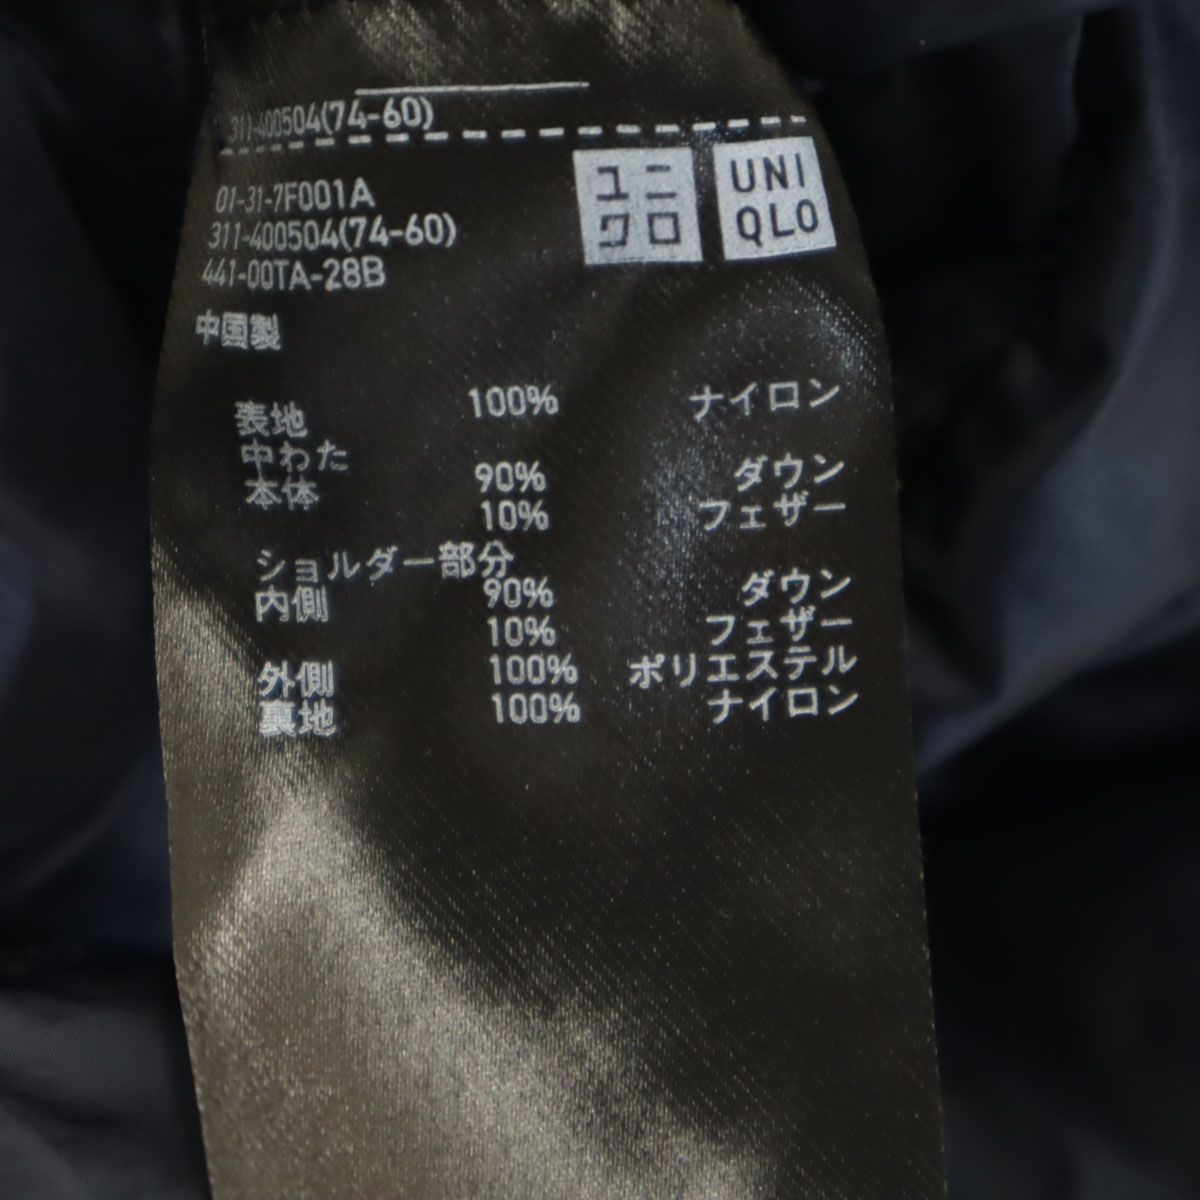 311-400504(74-60)
ユニ
クロ
UNI
QLO
01-31-7F001A
311-400504(74-60)
441-00TA-28B
中国製
表地 100% ナイロン
中わた
本体 90% ダウン
10% フェザー
ショルダー部分
内側 90% ダウン
10% フェザー
外側 100% ポリエステル
裏地 100% ナイロン